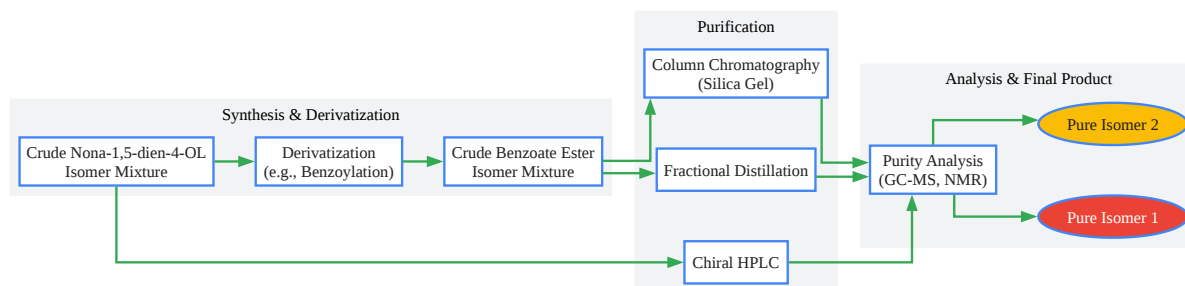 Synthesis & Derivatization
Crude Nona-1,5-dien-4-OL
Isomer Mixture
Derivatization
(e.g., Benzoylation)
Crude Benzoate Ester
Isomer Mixture
Purification
Column Chromatography
(Silica Gel)
Fractional Distillation
Chiral HPLC
Analysis & Final Product
Purity Analysis
(GC-MS, NMR)
Pure Isomer 2
Pure Isomer 1